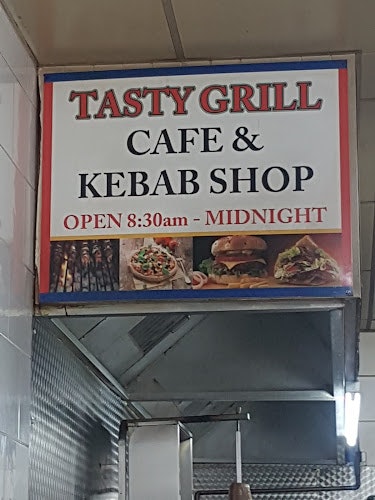 TASTY GRILL
CAFE &
KEBAB SHOP
OPEN 8:30am - MIDNIGHT